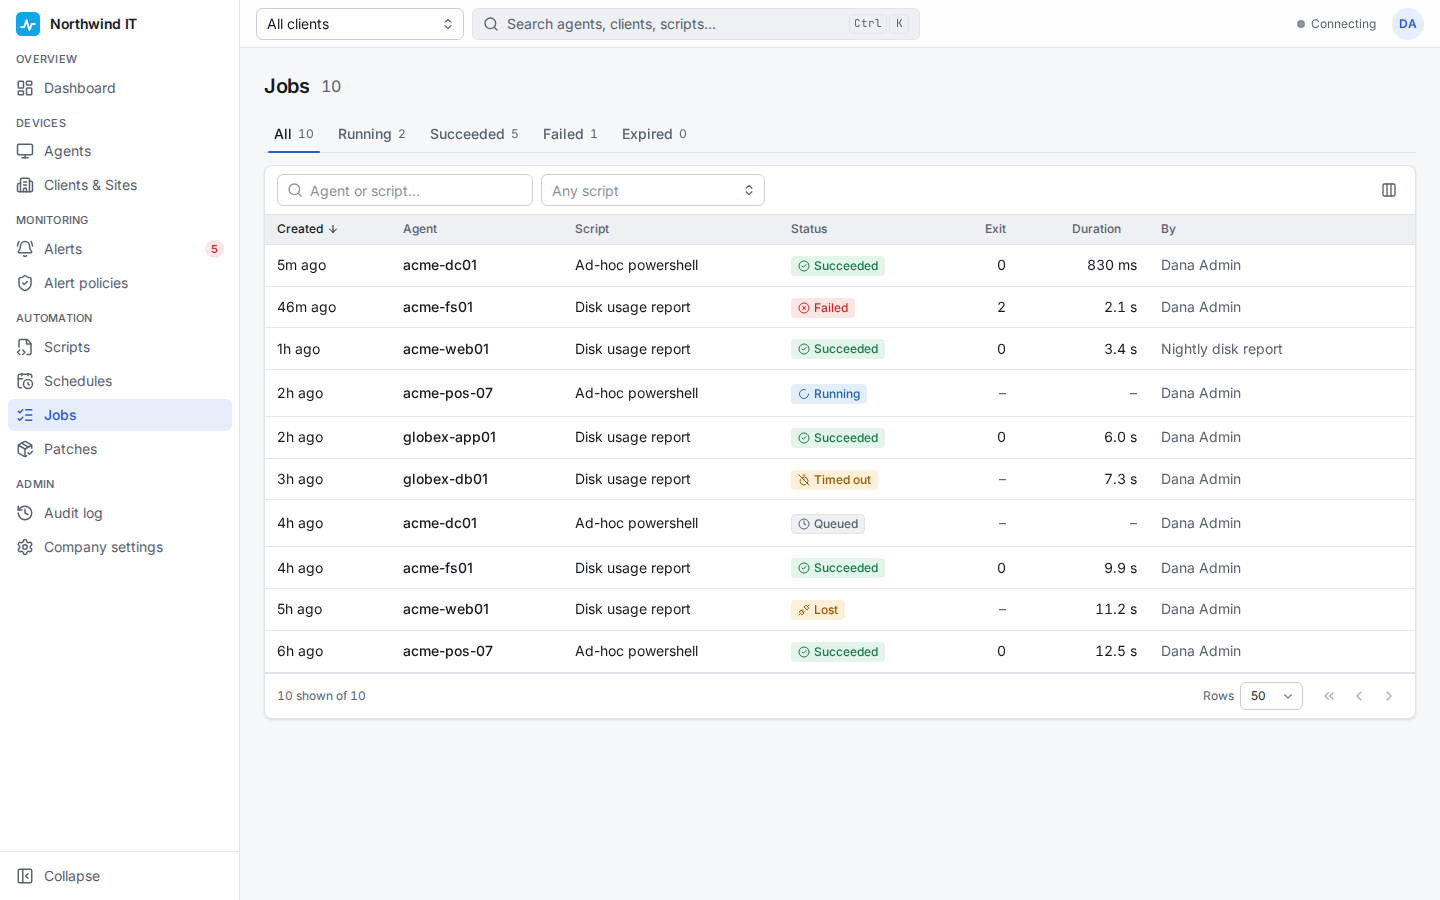 Northwind IT
All clients
Search agents, clients, scripts...
Ctrl K
Connecting
DA
OVERVIEW
Dashboard
DEVICES
Agents
Clients & Sites
MONITORING
Alerts 5
Alert policies
AUTOMATION
Scripts
Schedules
Jobs
Patches
ADMIN
Audit log
Company settings
Collapse
Jobs 10
All 10 Running 2 Succeeded 5 Failed 1 Expired 0
Agent or script...
Any script
Created Agent Script Status Exit Duration By
5m ago acme-dc01 Ad-hoc powershell Succeeded 0 830 ms Dana Admin
46m ago acme-fs01 Disk usage report Failed 2 2.1 s Dana Admin
1h ago acme-web01 Disk usage report Succeeded 0 3.4 s Nightly disk report
2h ago acme-pos-07 Ad-hoc powershell Running – – Dana Admin
2h ago globex-app01 Disk usage report Succeeded 0 6.0 s Dana Admin
3h ago globex-db01 Disk usage report Timed out – 7.3 s Dana Admin
4h ago acme-dc01 Ad-hoc powershell Queued – – Dana Admin
4h ago acme-fs01 Disk usage report Succeeded 0 9.9 s Dana Admin
5h ago acme-web01 Disk usage report Lost – 11.2 s Dana Admin
6h ago acme-pos-07 Ad-hoc powershell Succeeded 0 12.5 s Dana Admin
10 shown of 10
Rows 50